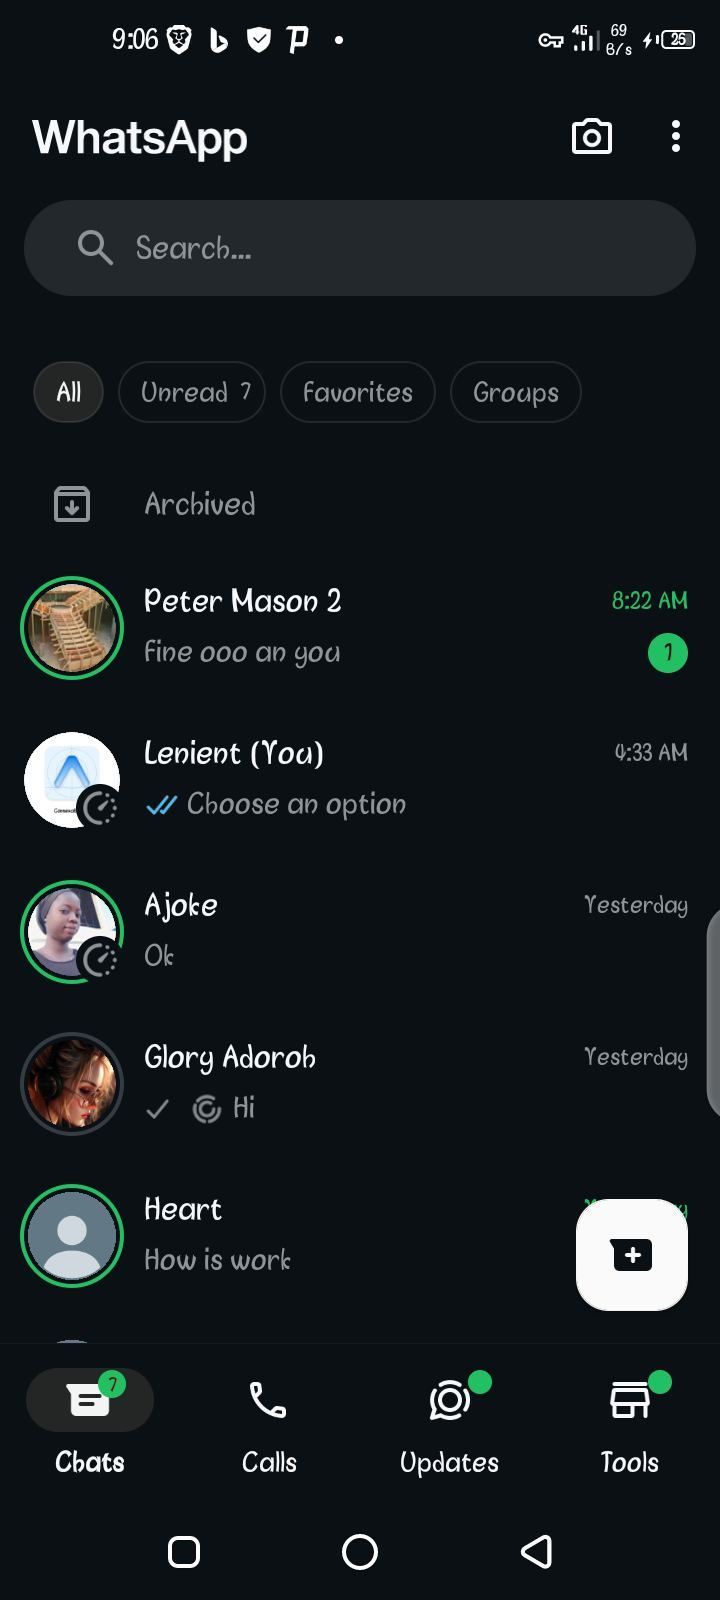 9:06 4G 69 B/s 25
WhatsApp
Search...
All Unread 7 Favorites Groups
Archived
Peter Mason 2 8:22 AM
Fine ooo an you 1
Lenient (You) 4:33 AM
Choose an option
Ajoke Yesterday
Ok
Glory Adoroh Yesterday
Hi
Heart
How is work
7
Chats Calls Updates Tools